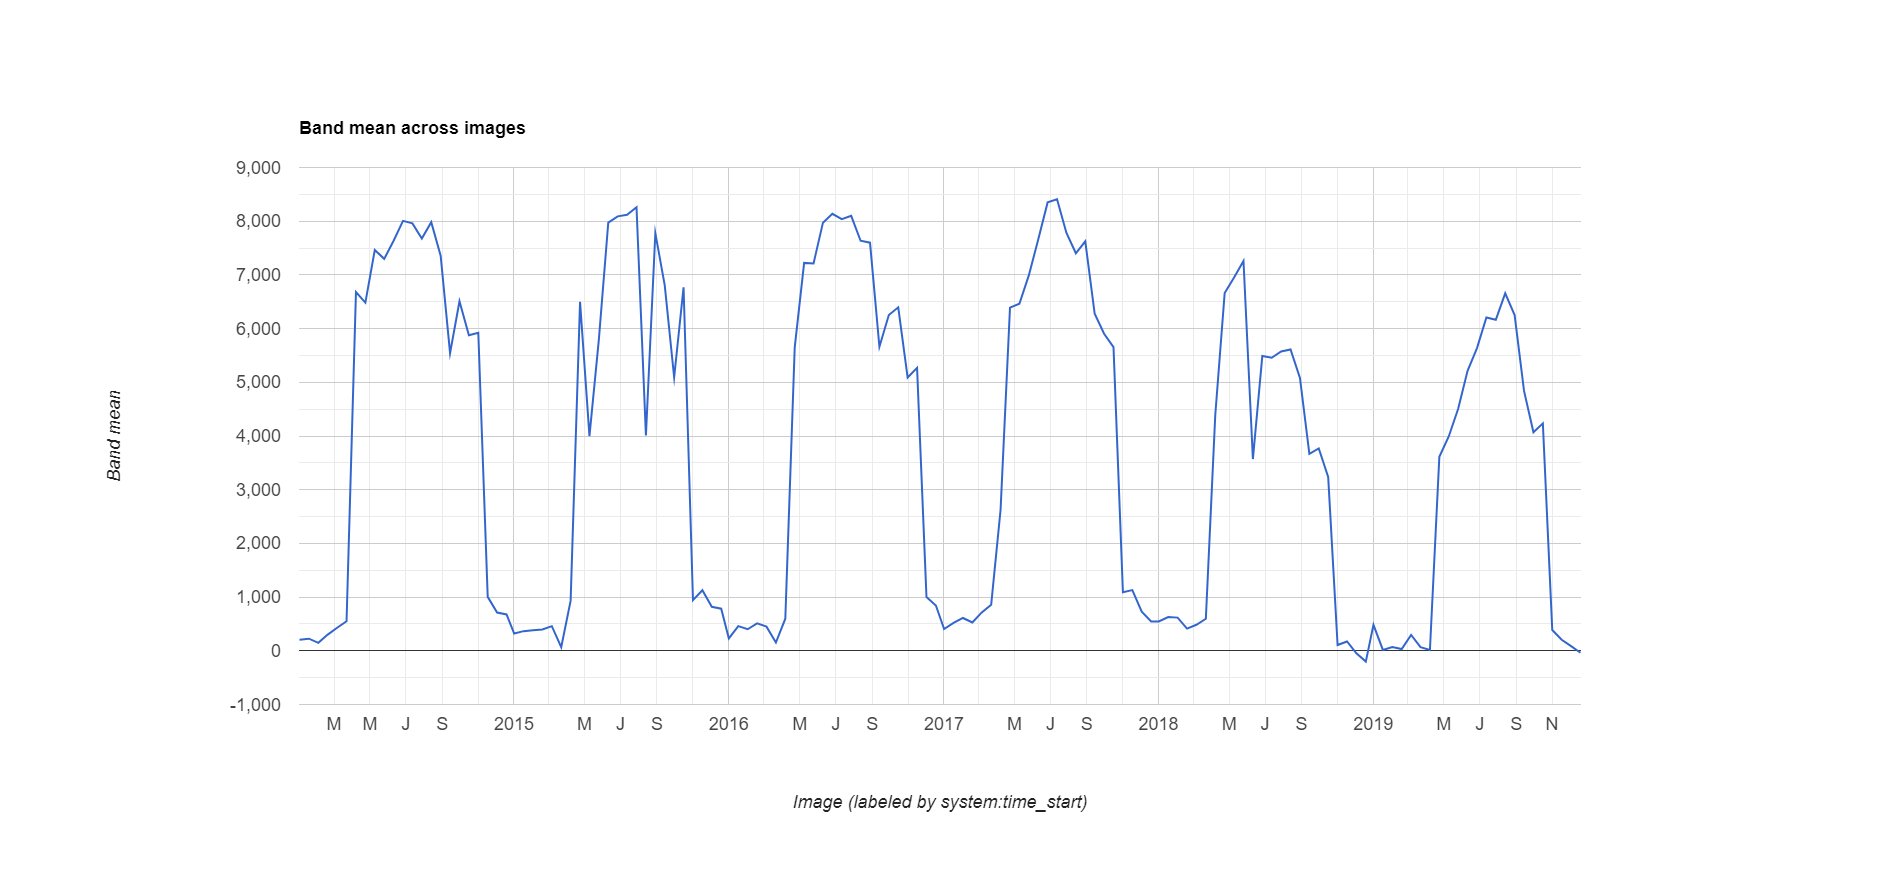 Band mean across images
9,000
8,000
7,000
6,000
5,000
4,000
3,000
2,000
1,000
0
-1,000
Band mean
M M J S 2015 M J S 2016 M J S 2017 M J S 2018 M J S 2019 M J S N
Image (labeled by system:time_start)